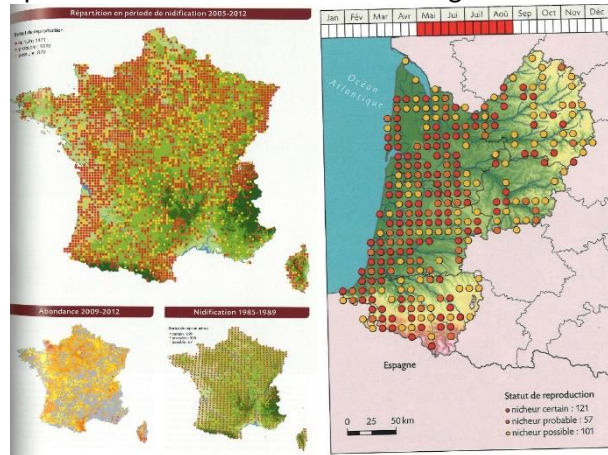 Répartition en période de nidification 2005-2012
Abondance 2009-2012
Nidification 1985-1989
Jan Fév Mar Avr Mai Jui Juil Aoû Sep Oct Nov Déc
Océan
Atlantique
Espagne
0 25 50 km
Statut de reproduction
nicheur certain : 121
nicheur probable : 57
nicheur possible : 101